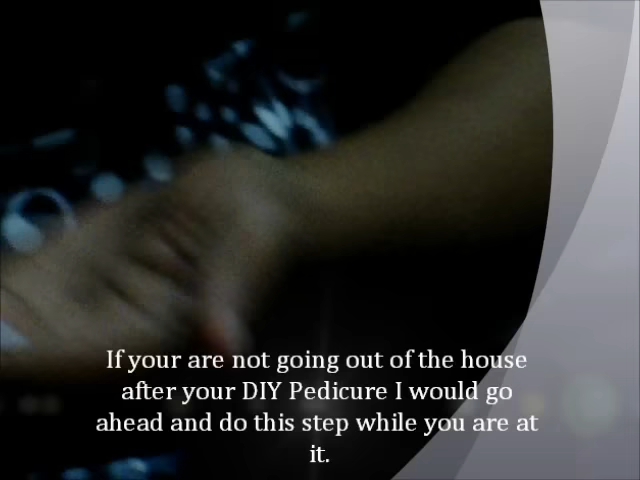 If your are not going out of the house
after your DIY Pedicure I would go
ahead and do this step while you are at
it.